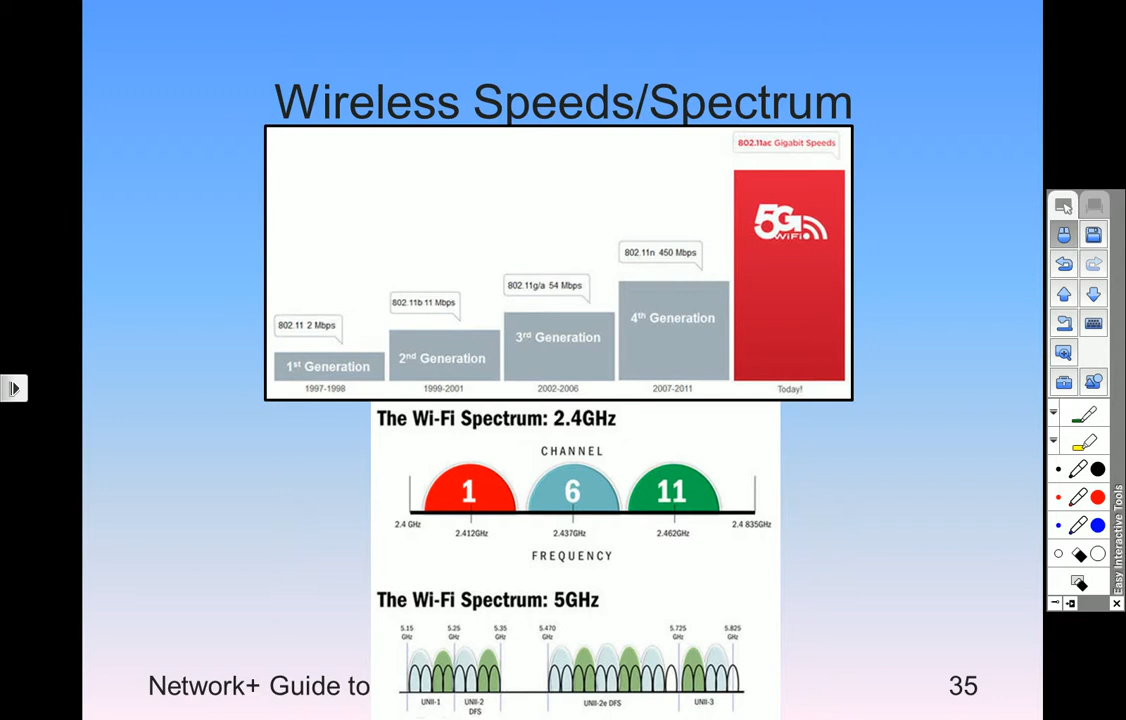 Wireless Speeds/Spectrum
802.11ac Gigabit Speeds
5G
WiFi
802.11n 450 Mbps
802.11g/a 54 Mbps
802.11b 11 Mbps
802.11 2 Mbps
1st Generation
2nd Generation
3rd Generation
4th Generation
1997-1998
1999-2001
2002-2006
2007-2011
Today!
The Wi-Fi Spectrum: 2.4GHz
CHANNEL
1 6 11
2.4 GHz 2.412GHz 2.437GHz 2.462GHz 2.4 835GHz
FREQUENCY
The Wi-Fi Spectrum: 5GHz
5.15 GHz
5.25 GHz
5.35 GHz
5.470 GHz
5.725 GHz
5.825 GHz
UNII-1
UNII-2
DFS
UNII-2e DFS
UNII-3
Network+ Guide to
35
Easy Interactive Tools